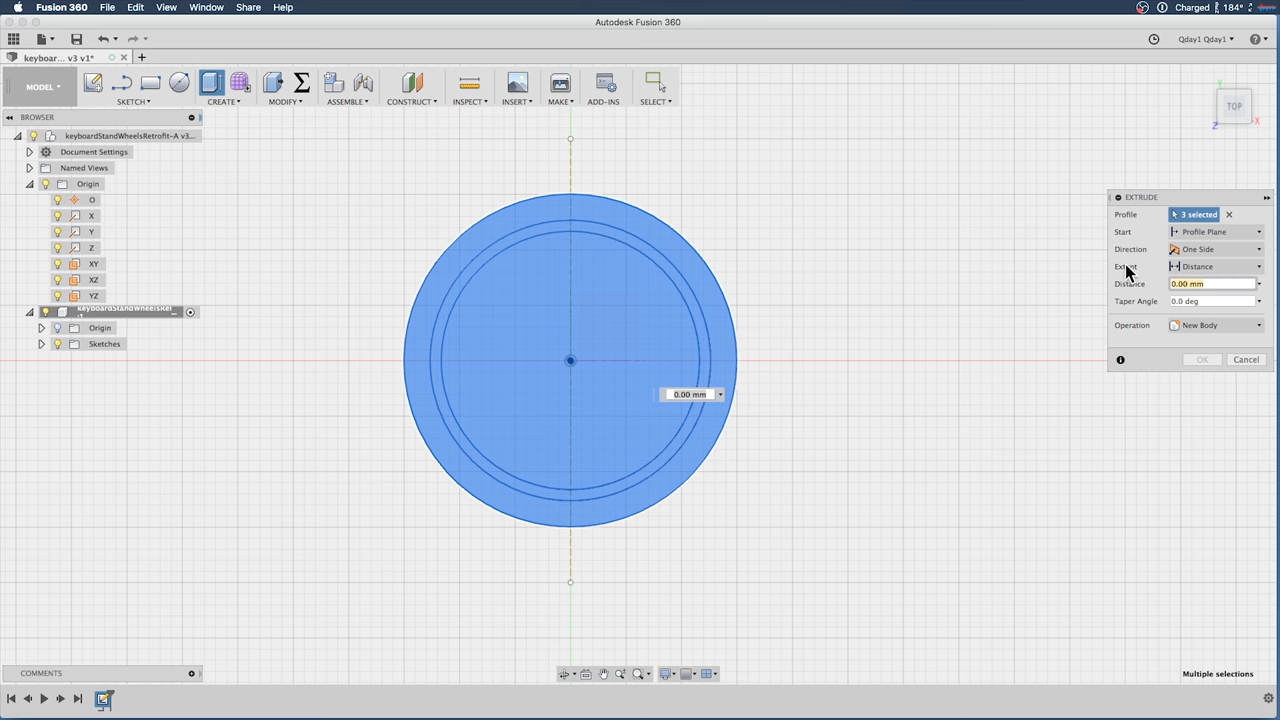 Fusion 360 File Edit View Window Share Help Charged 184°
Autodesk Fusion 360
Qday1 Qday1
keyboar... v3 v1*
MODEL
SKETCH CREATE MODIFY ASSEMBLE CONSTRUCT INSPECT INSERT MAKE ADD-INS SELECT
BROWSER
keyboardStandWheelsRetrofit-A v3...
Document Settings
Named Views
Origin
O
X
Y
Z
XY
XZ
YZ
Origin
Sketches
TOP
Y
X
Z
EXTRUDE
Profile 3 selected
Start Profile Plane
Direction One Side
Extent Distance
Distance 0.00 mm
Taper Angle 0.0 deg
Operation New Body
OK Cancel
0.00 mm
COMMENTS
Multiple selections